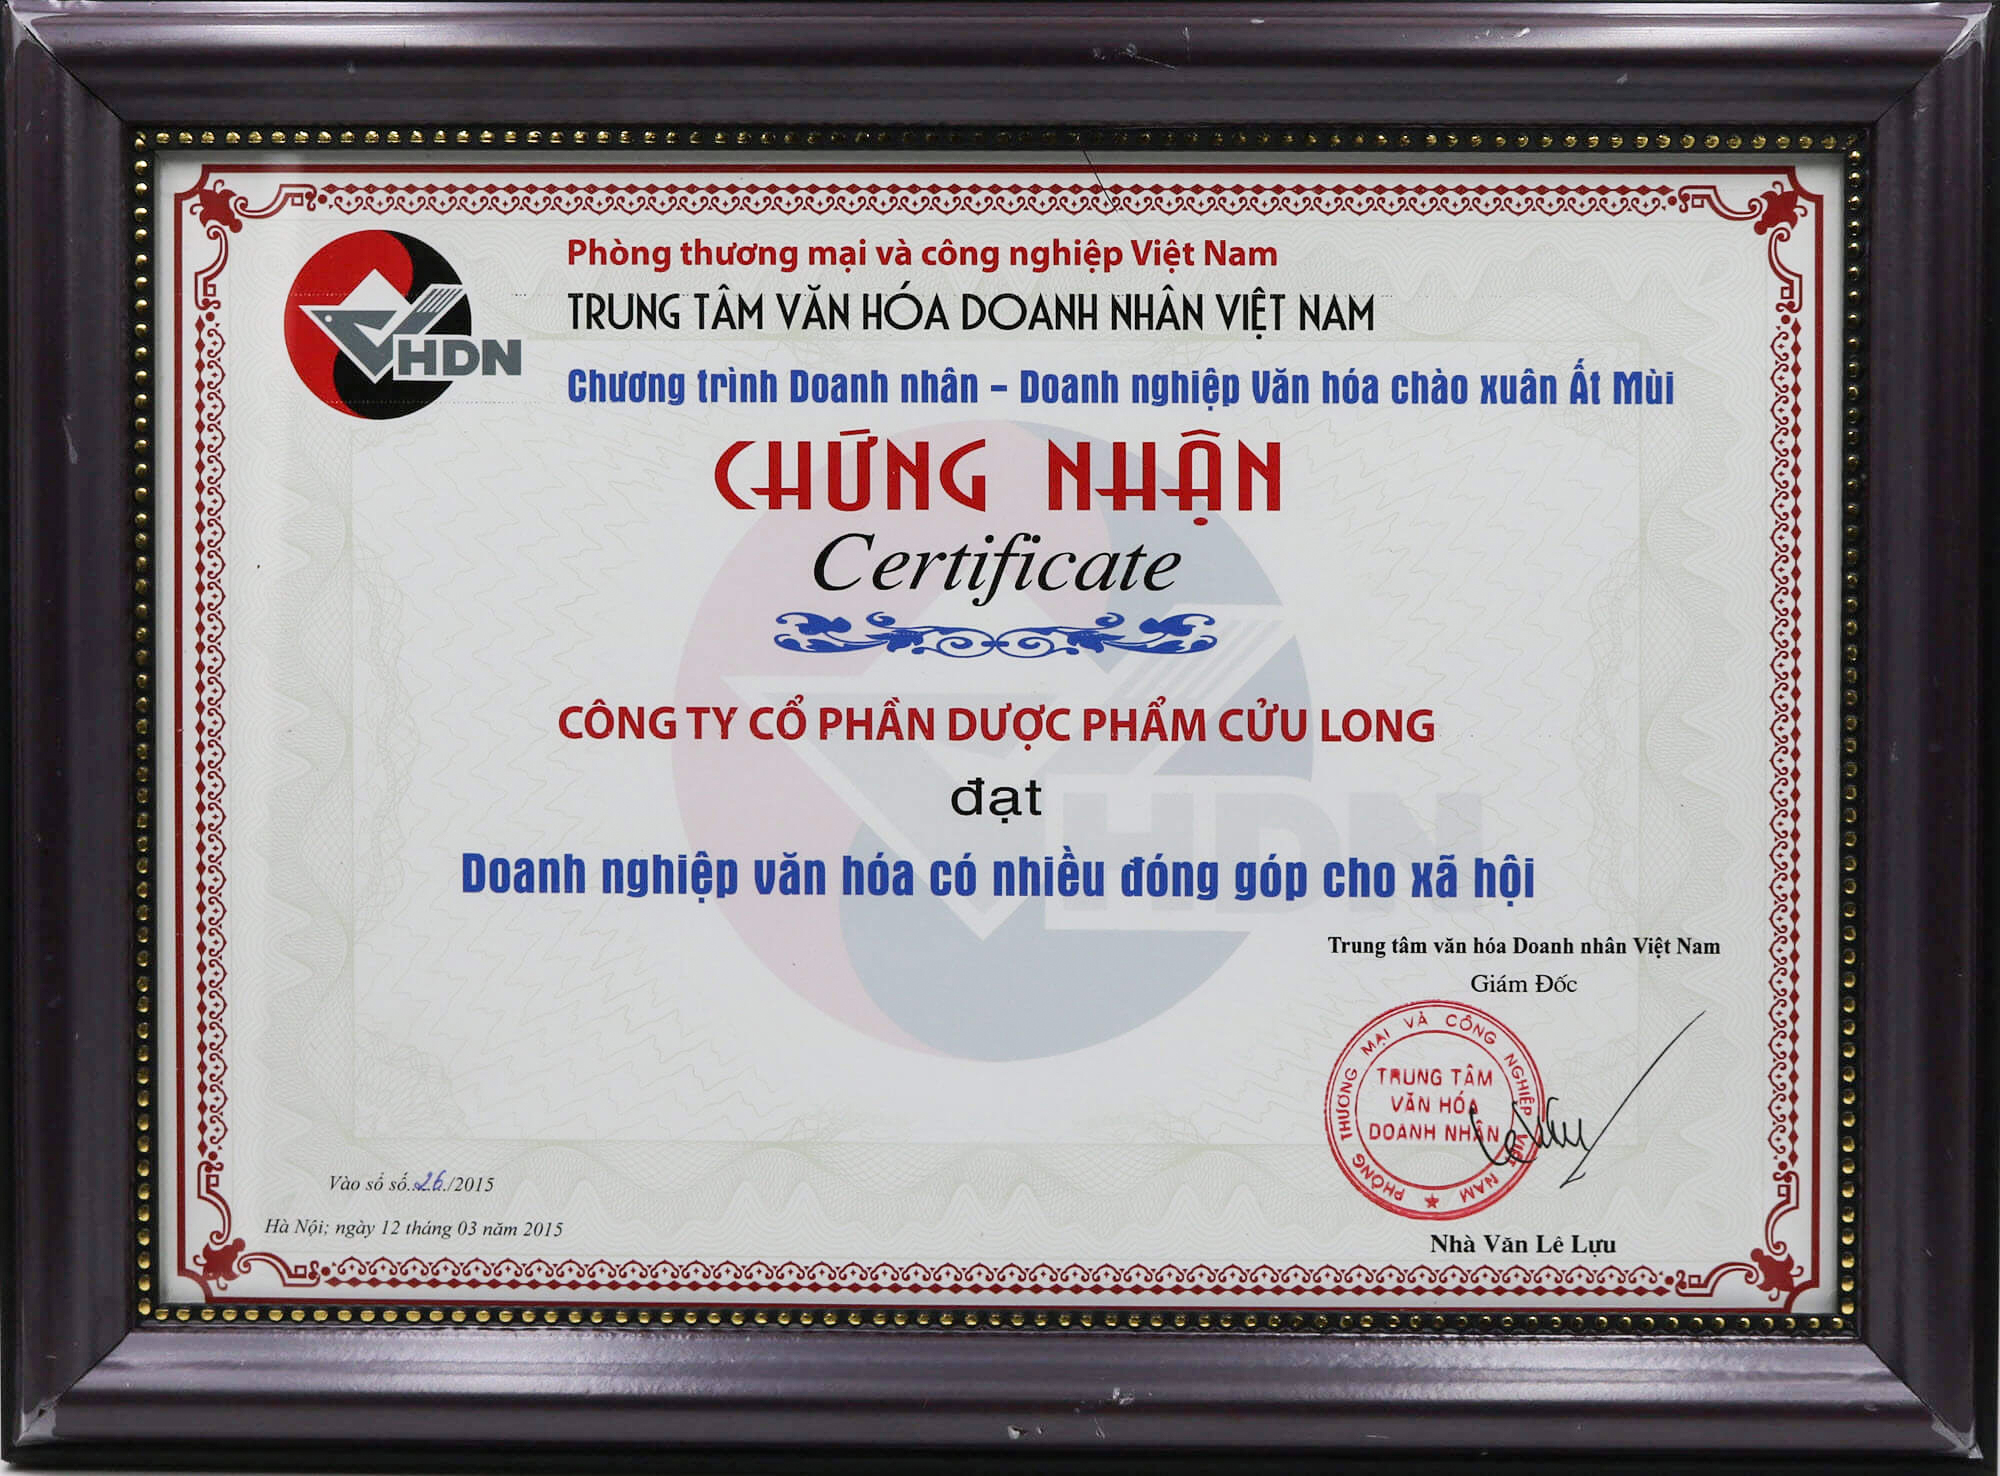 Phòng thương mại và công nghiệp Việt Nam
TRUNG TÂM VĂN HÓA DOANH NHÂN VIỆT NAM
HDN
Chương trình Doanh nhân – Doanh nghiệp Văn hóa chào xuân Ất Mùi
CHỨNG NHẬN
Certificate
CÔNG TY CỔ PHẦN DƯỢC PHẨM CỬU LONG
đạt
HDN
Doanh nghiệp văn hóa có nhiều đóng góp cho xã hội
Trung tâm văn hóa Doanh nhân Việt Nam
Giám Đốc
PHÒNG THƯƠNG MẠI VÀ CÔNG NGHIỆP VIỆT NAM
TRUNG TÂM
VĂN HÓA
DOANH NHÂN
Vào sổ số...26./2015
Hà Nội; ngày 12 tháng 03 năm 2015
Nhà Văn Lê Lựu